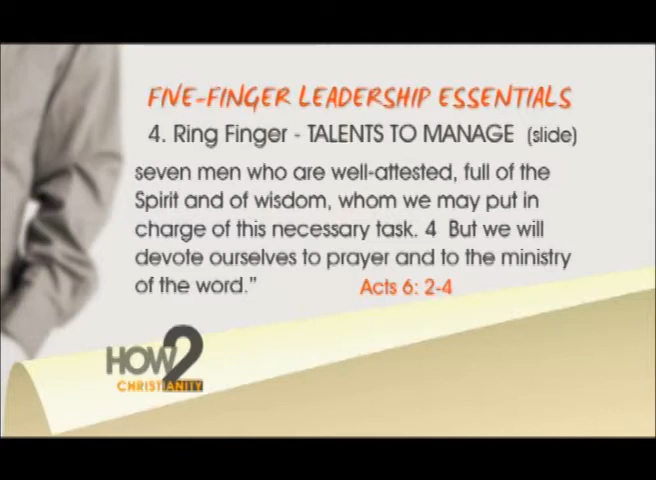 FIVE-FINGER LEADERSHIP ESSENTIALS
4. Ring Finger - TALENTS TO MANAGE (slide)
seven men who are well-attested, full of the
Spirit and of wisdom, whom we may put in
charge of this necessary task. 4 But we will
devote ourselves to prayer and to the ministry
of the word." Acts 6: 2-4
HOW2
CHRISTIANITY